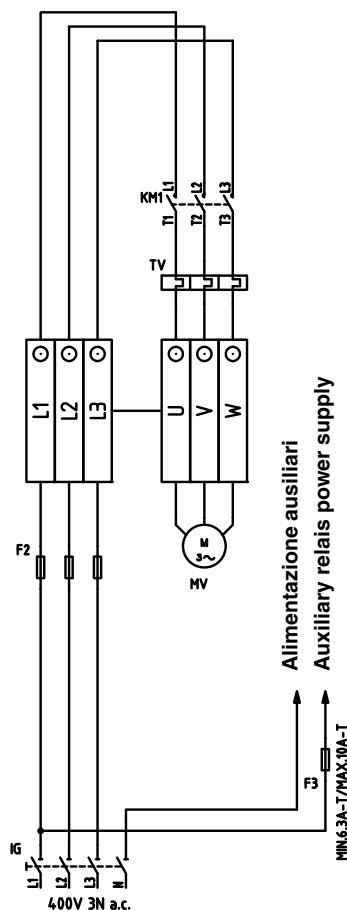 L1
L2
L3
KM1
T1
T2
T3
TV
L1
L2
L3
U
V
W
F2
M
3~
MV
Alimentazione ausiliari
Auxiliary relais power supply
F3
MIN.6.3A-T/MAX.10A-T
IG
L1
L2
L3
N
400V 3N a.c.